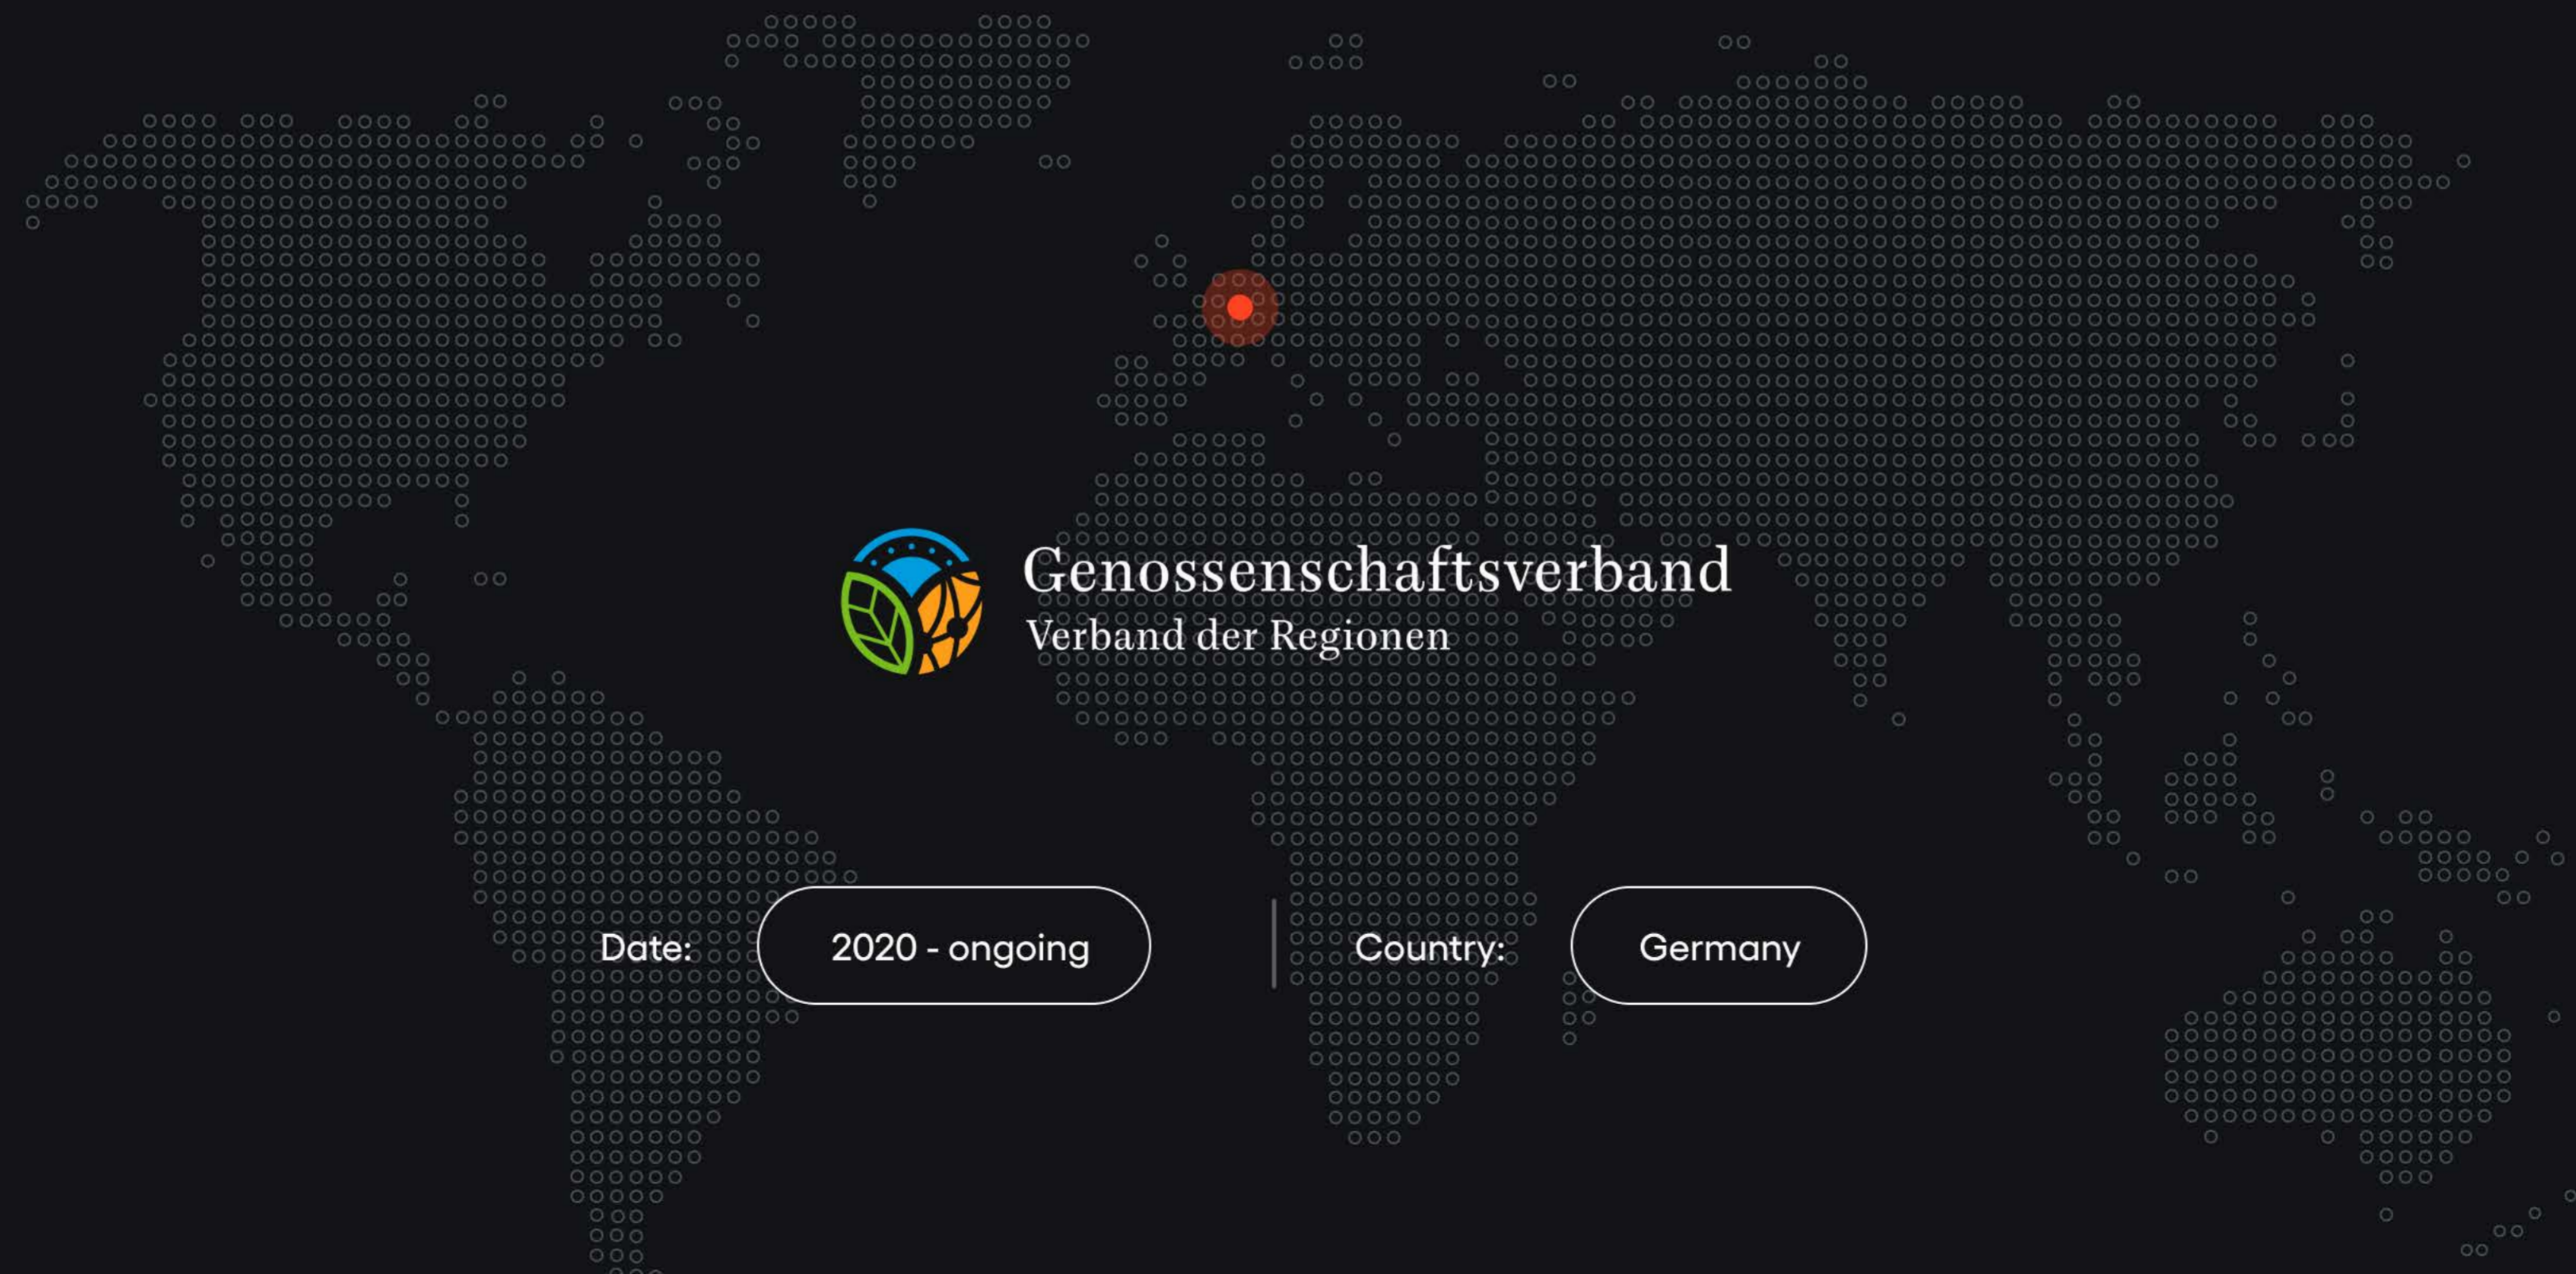 Genossenschaftsverband
Verband der Regionen
Date: 2020 - ongoing Country: Germany